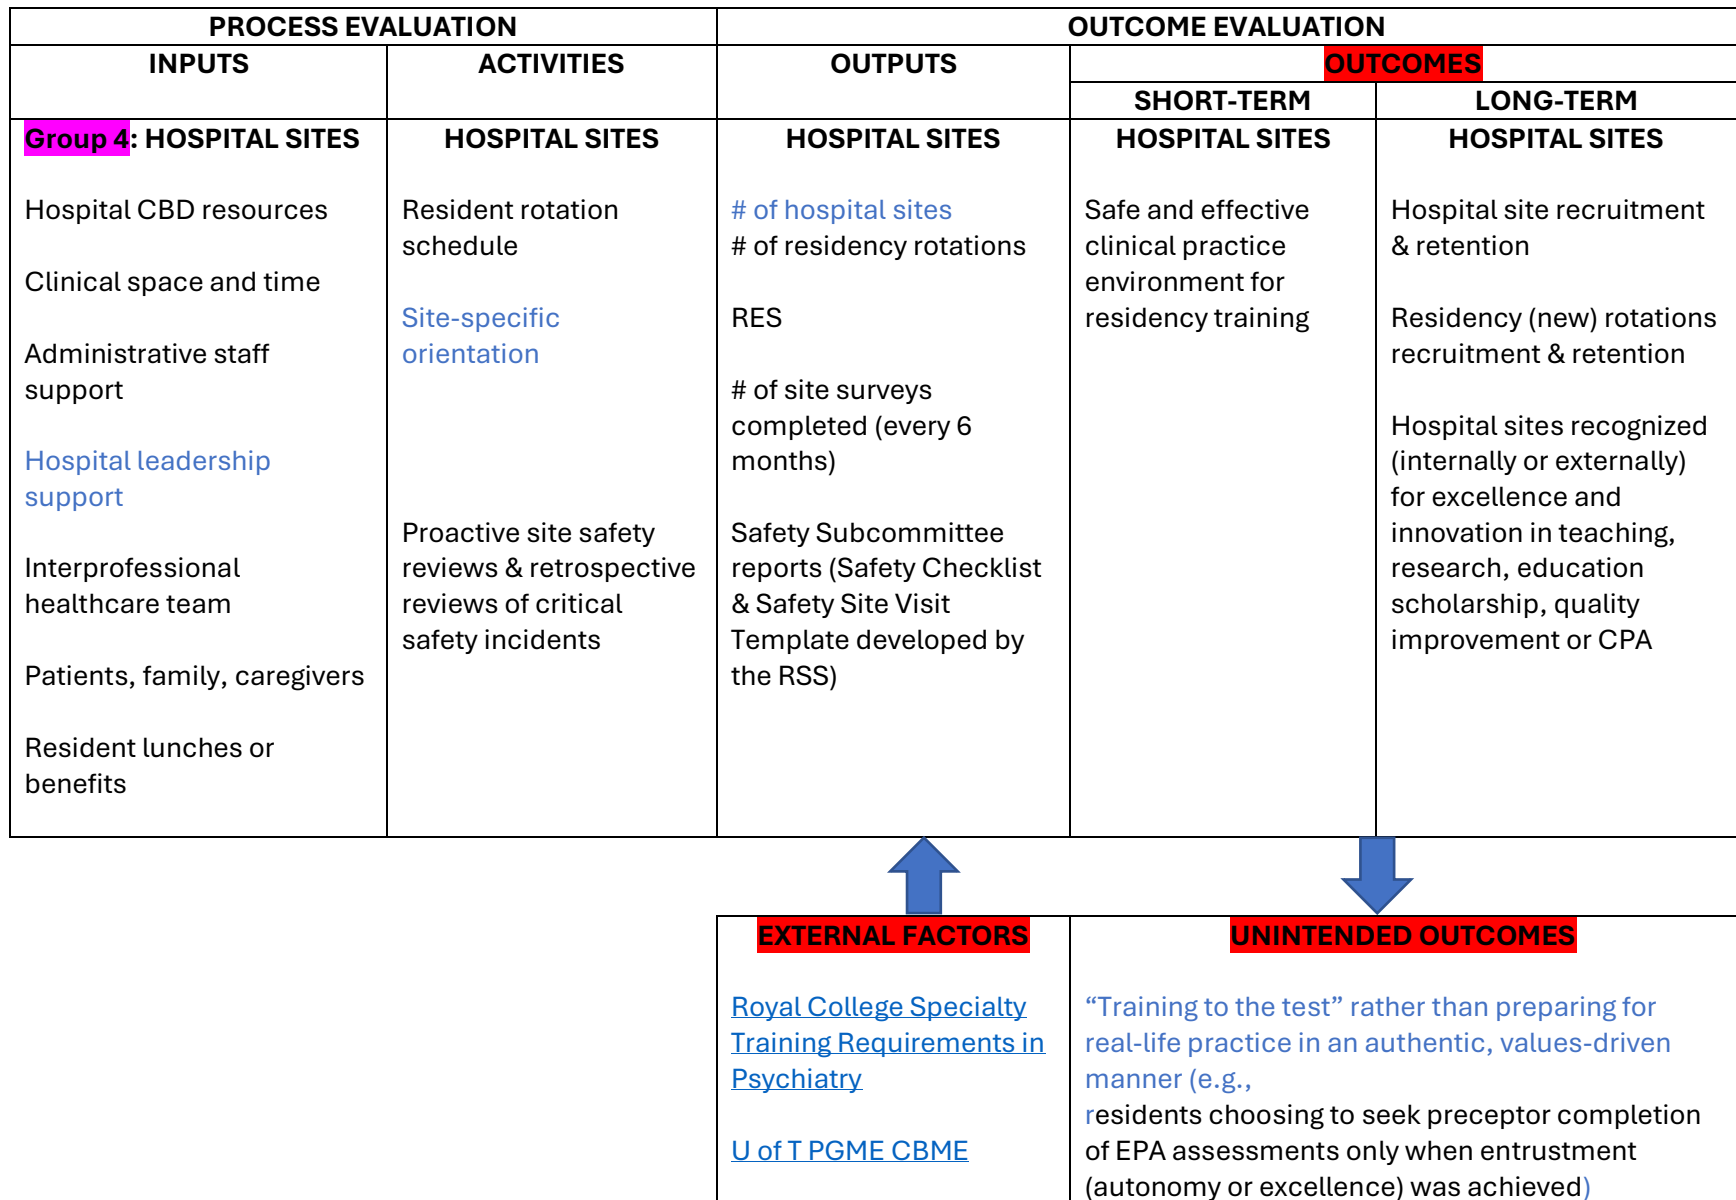 PROCESS EVALUATION
OUTCOME EVALUATION
INPUTS
ACTIVITIES
OUTPUTS
OUTCOMES
SHORT-TERM
LONG-TERM
Group 4: HOSPITAL SITES
Hospital CBD resources
Clinical space and time
Administrative staff
support
Hospital leadership
support
Interprofessional
healthcare team
Patients, family, caregivers
Resident lunches or
benefits
HOSPITAL SITES
Resident rotation
schedule
Site-specific
orientation
Proactive site safety
reviews & retrospective
reviews of critical
safety incidents
HOSPITAL SITES
# of hospital sites
# of residency rotations
RES
# of site surveys
completed (every 6
months)
Safety Subcommittee
reports (Safety Checklist
& Safety Site Visit
Template developed by
the RSS)
HOSPITAL SITES
Safe and effective
clinical practice
environment for
residency training
HOSPITAL SITES
Hospital site recruitment
& retention
Residency (new) rotations
recruitment & retention
Hospital sites recognized
(internally or externally)
for excellence and
innovation in teaching,
research, education
scholarship, quality
improvement or CPA
EXTERNAL FACTORS
Royal College Specialty
Training Requirements in
Psychiatry
U of T PGME CBME
UNINTENDED OUTCOMES
“Training to the test” rather than preparing for
real-life practice in an authentic, values-driven
manner (e.g.,
residents choosing to seek preceptor completion
of EPA assessments only when entrustment
(autonomy or excellence) was achieved)